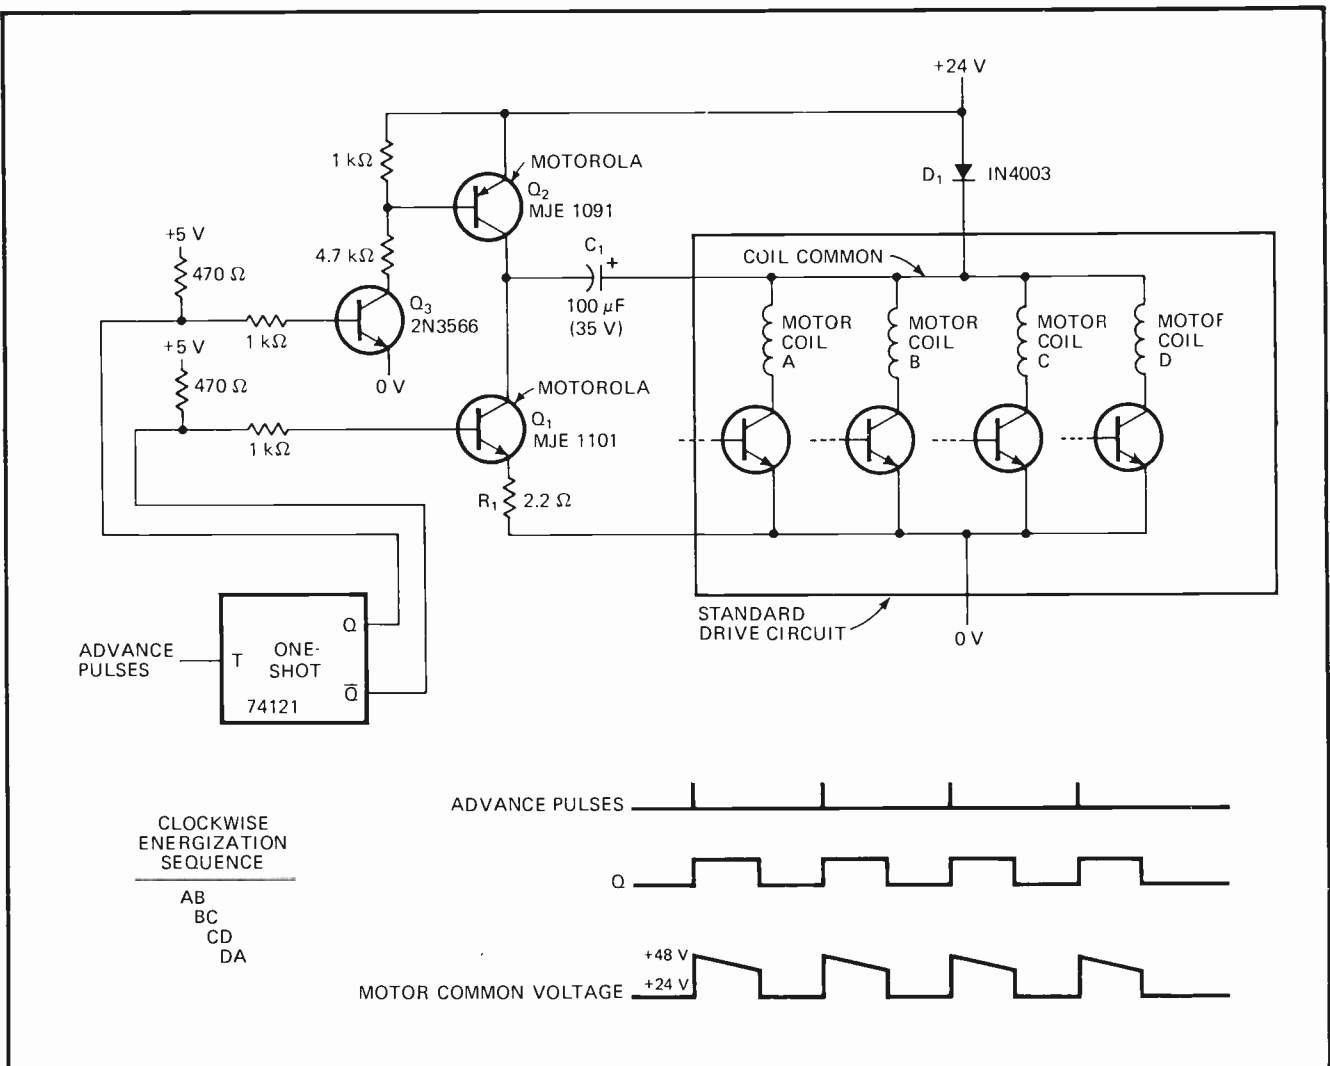 +24 V
1 kΩ
MOTOROLA
Q2
MJE 1091
D1
IN4003
+5 V
470 Ω
4.7 kΩ
C1
+
100 μF
(35 V)
COIL COMMON
Q3
2N3566
1 kΩ
0 V
MOTOR
COIL
A
MOTOR
COIL
B
MOTOR
COIL
C
MOTOR
COIL
D
+5 V
470 Ω
1 kΩ
MOTOROLA
Q1
MJE 1101
R1
2.2 Ω
STANDARD
DRIVE CIRCUIT
0 V
ADVANCE
PULSES
T
ONE-
SHOT
74121
Q
Q̅
ADVANCE PULSES
Q
MOTOR COMMON VOLTAGE
+48 V
+24 V
CLOCKWISE
ENERGIZATION
SEQUENCE
AB
BC
CD
DA